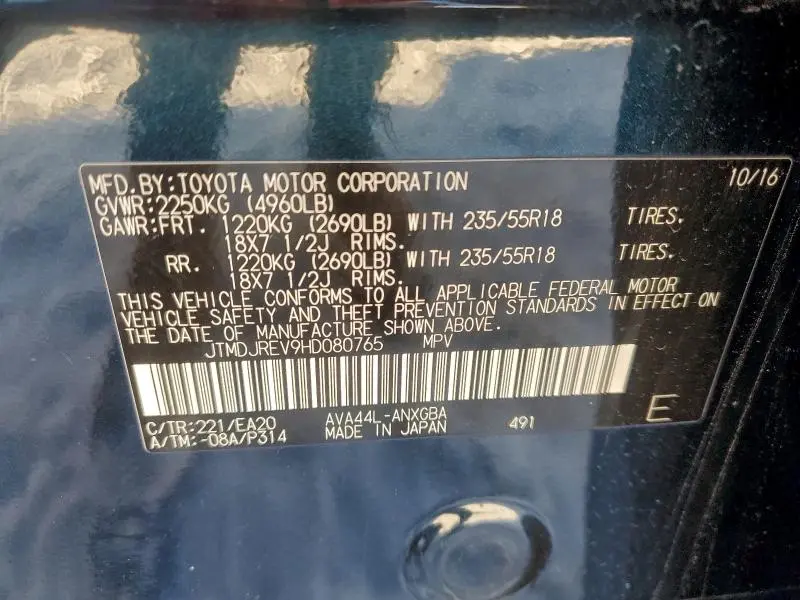 MFD.BY:TOYOTA MOTOR CORPORATION 10/16
GVWR:2250KG (4960LB)
GAWR:FRT. 1220KG (2690LB) WITH 235/55R18 TIRES.
18X7 1/2J RIMS.
RR. 1220KG (2690LB) WITH 235/55R18 TIRES.
18X7 1/2J RIMS.
THIS VEHICLE CONFORMS TO ALL APPLICABLE FEDERAL MOTOR
VEHICLE SAFETY AND THEFT PREVENTION STANDARDS IN EFFECT ON
THE DATE OF MANUFACTURE SHOWN ABOVE.
JTMDJREV9HD080765 MPV
C/TR:221/EA20 AVA44L-ANXGBA 491 E
A/TM:-08A/P314 MADE IN JAPAN